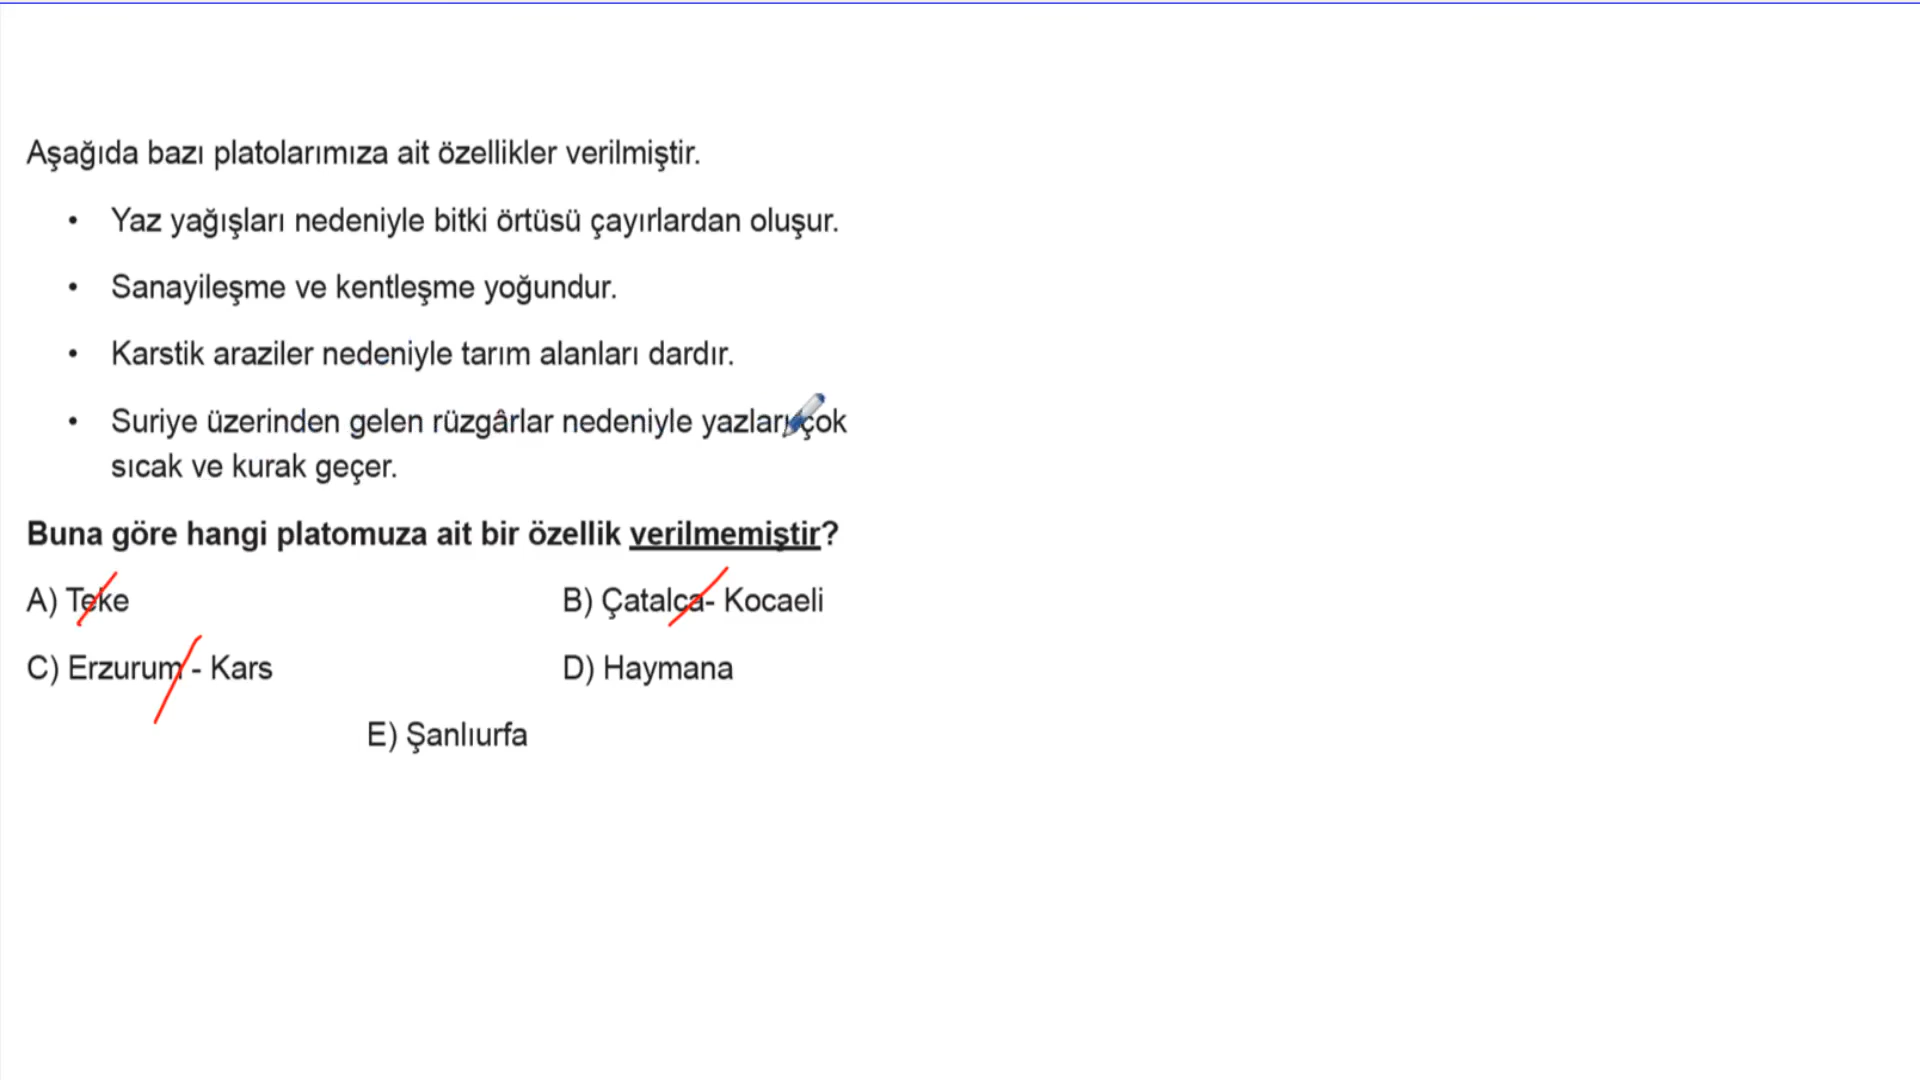 Aşağıda bazı platolarımıza ait özellikler verilmiştir.
• Yaz yağışları nedeniyle bitki örtüsü çayırlardan oluşur.
• Sanayileşme ve kentleşme yoğundur.
• Karstik araziler nedeniyle tarım alanları dardır.
• Suriye üzerinden gelen rüzgârlar nedeniyle yazları çok
sıcak ve kurak geçer.
Buna göre hangi platomuza ait bir özellik verilmemiştir?
A) Teke B) Çatalca- Kocaeli
C) Erzurum - Kars D) Haymana
E) Şanlıurfa